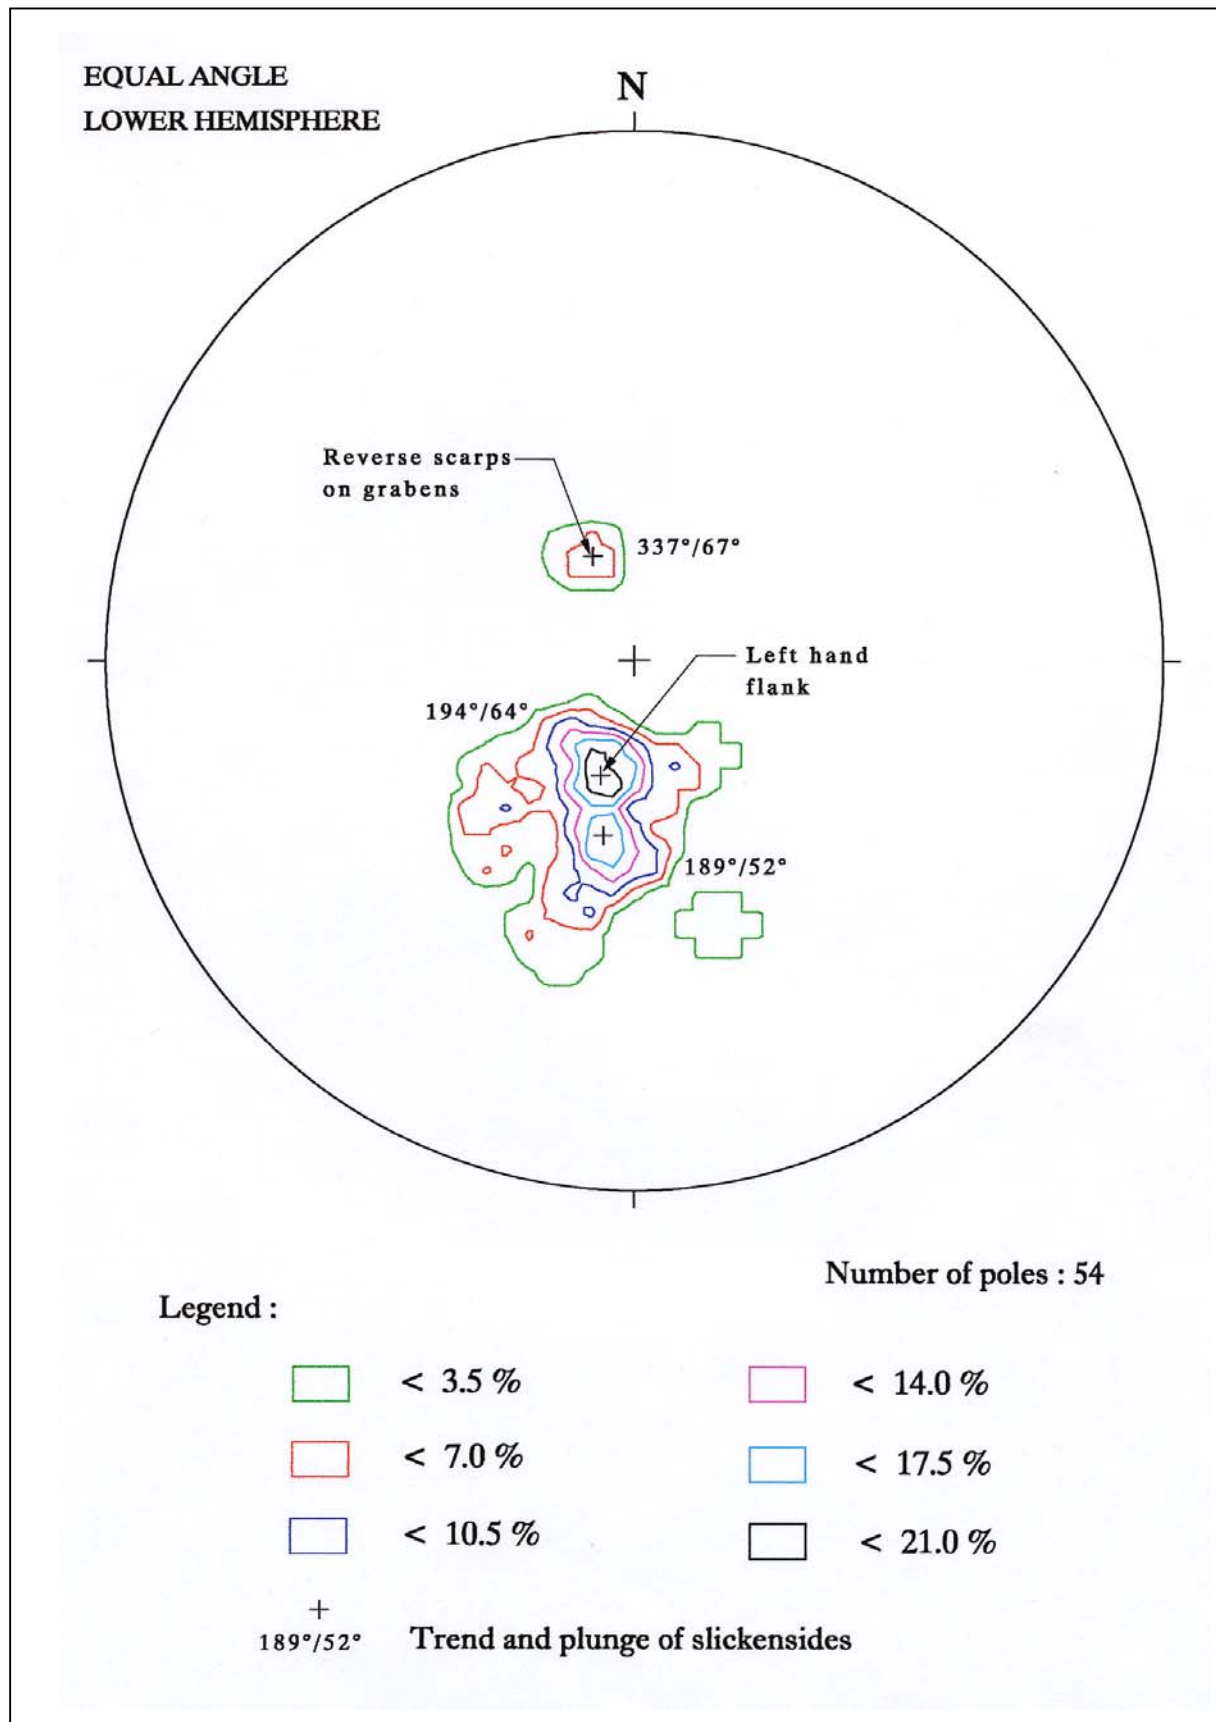 EQUAL ANGLE
LOWER HEMISPHERE
N
Reverse scarps
on grabens
337°/67°
Left hand
flank
194°/64°
189°/52°
Number of poles : 54
Legend :
< 3.5 %
< 14.0 %
< 7.0 %
< 17.5 %
< 10.5 %
< 21.0 %
189°/52° Trend and plunge of slickensides